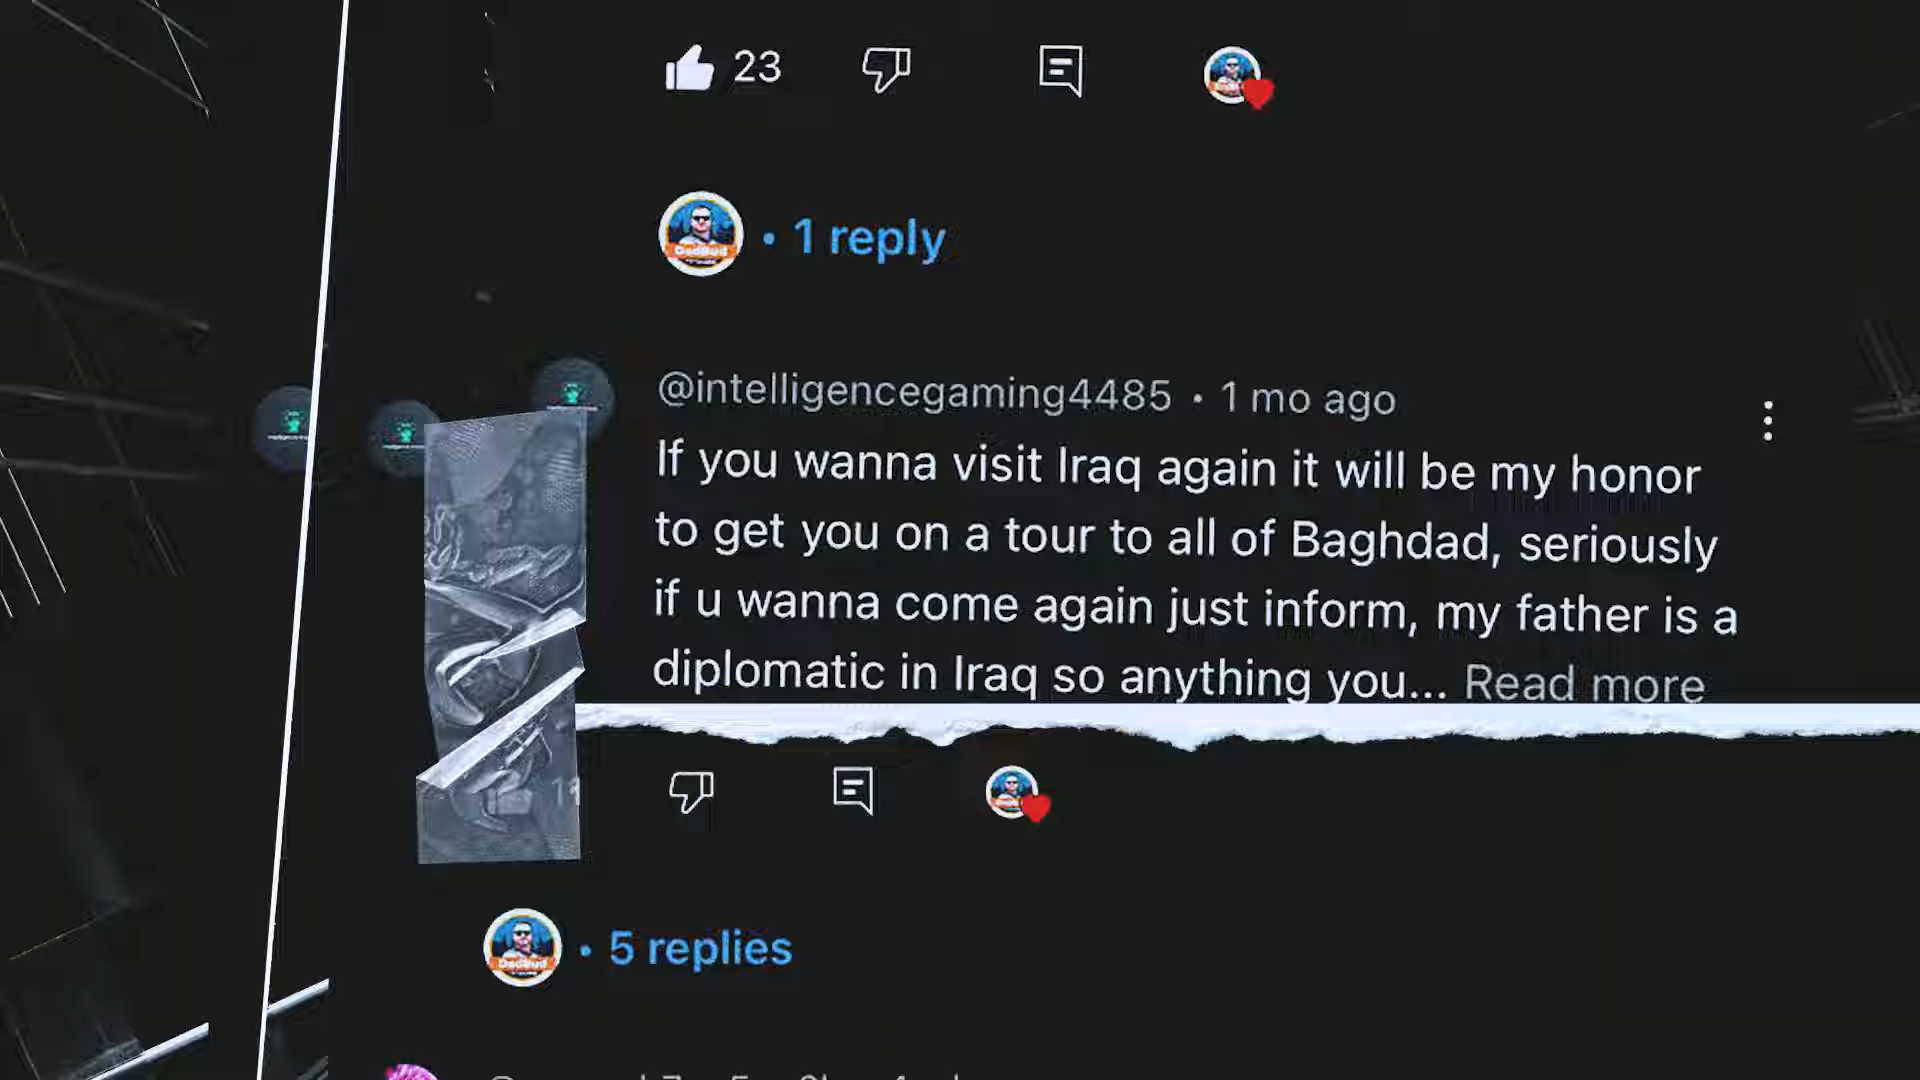 23
DadBud
• 1 reply
@intelligencegaming4485 • 1 mo ago
If you wanna visit Iraq again it will be my honor
to get you on a tour to all of Baghdad, seriously
if u wanna come again just inform, my father is a
diplomatic in Iraq so anything you... Read more
DadBud
• 5 replies